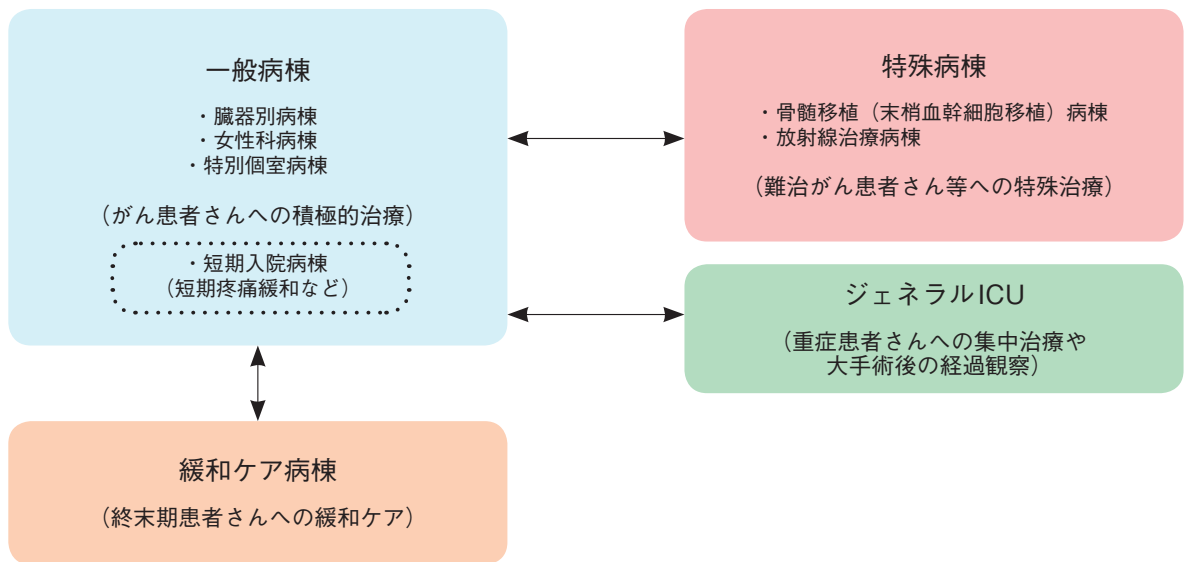 一般病棟
・臓器別病棟
・女性科病棟
・特別個室病棟
（がん患者さんへの積極的治療）
・短期入院病棟
（短期疼痛緩和など）
特殊病棟
・骨髄移植（末梢血幹細胞移植）病棟
・放射線治療病棟
（難治がん患者さん等への特殊治療）
ジェネラルICU
（重症患者さんへの集中治療や
大手術後の経過観察）
緩和ケア病棟
（終末期患者さんへの緩和ケア）